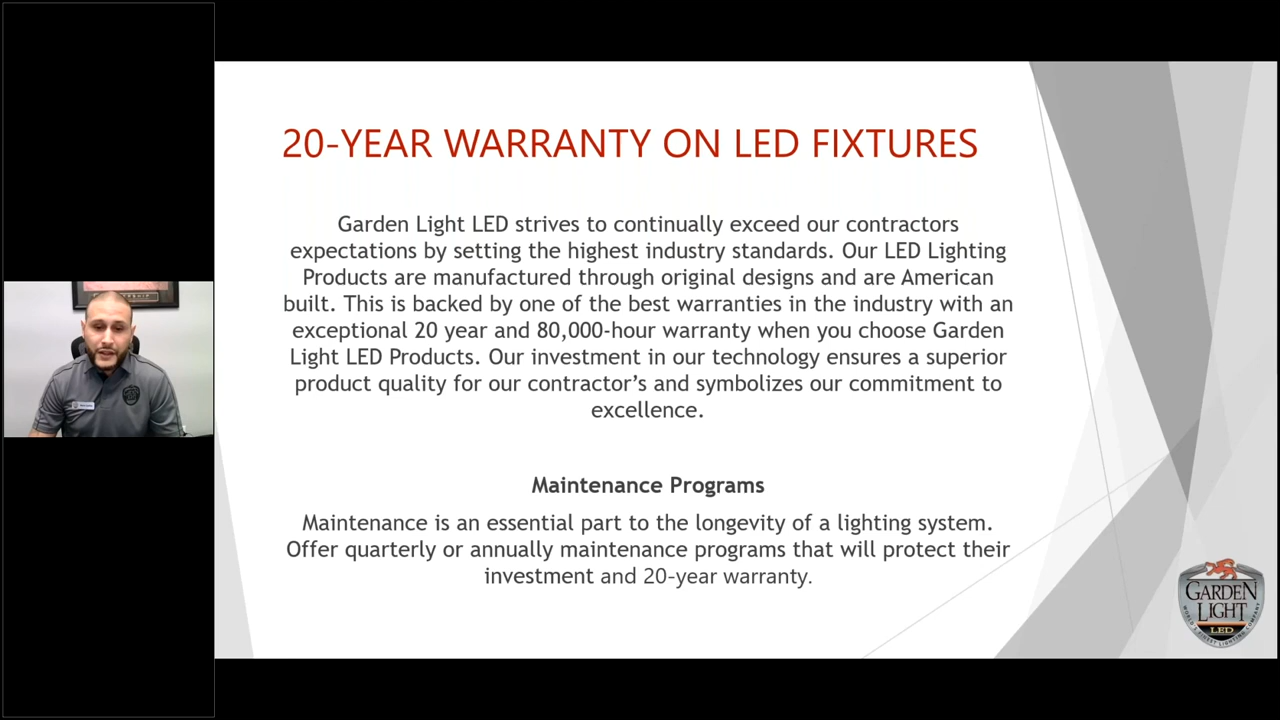 20-YEAR WARRANTY ON LED FIXTURES
Garden Light LED strives to continually exceed our contractors
expectations by setting the highest industry standards. Our LED Lighting
Products are manufactured through original designs and are American
built. This is backed by one of the best warranties in the industry with an
exceptional 20 year and 80,000-hour warranty when you choose Garden
Light LED Products. Our investment in our technology ensures a superior
product quality for our contractor’s and symbolizes our commitment to
excellence.
Maintenance Programs
Maintenance is an essential part to the longevity of a lighting system.
Offer quarterly or annually maintenance programs that will protect their
investment and 20-year warranty.
GARDEN
LIGHT
LED